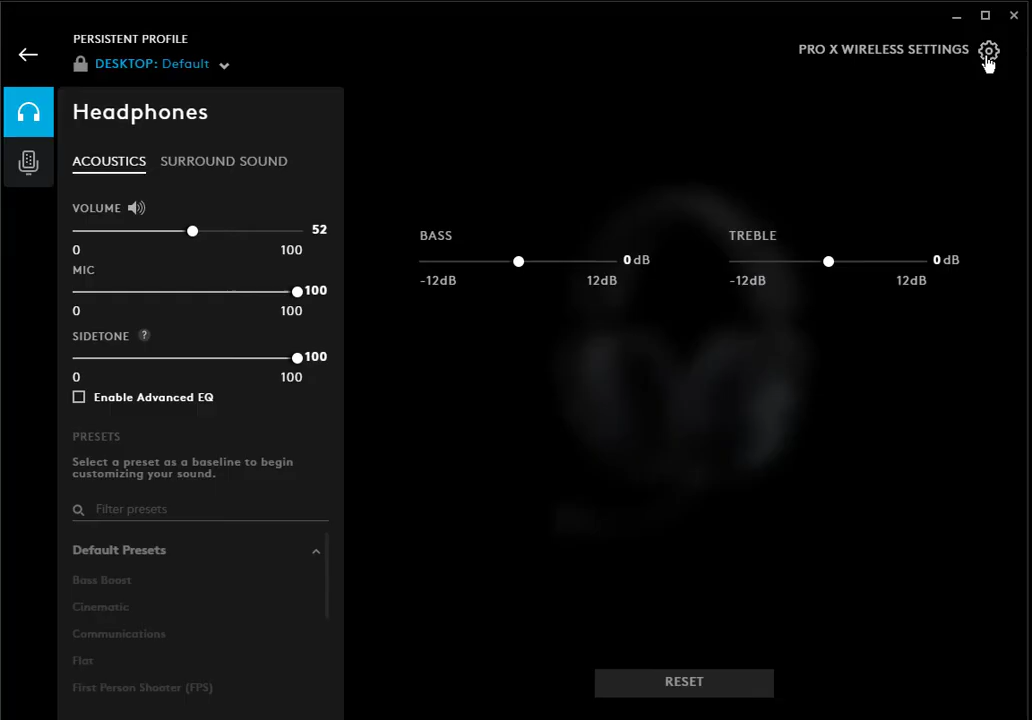 PERSISTENT PROFILE
DESKTOP: Default
PRO X WIRELESS SETTINGS
Headphones
ACOUSTICS SURROUND SOUND
VOLUME
52
0 100
MIC
100
0 100
SIDETONE ?
100
0 100
Enable Advanced EQ
PRESETS
Select a preset as a baseline to begin
customizing your sound.
Filter presets
Default Presets
Bass Boost
Cinematic
Communications
Flat
First Person Shooter (FPS)
BASS
0 dB
-12dB 12dB
TREBLE
0 dB
-12dB 12dB
RESET